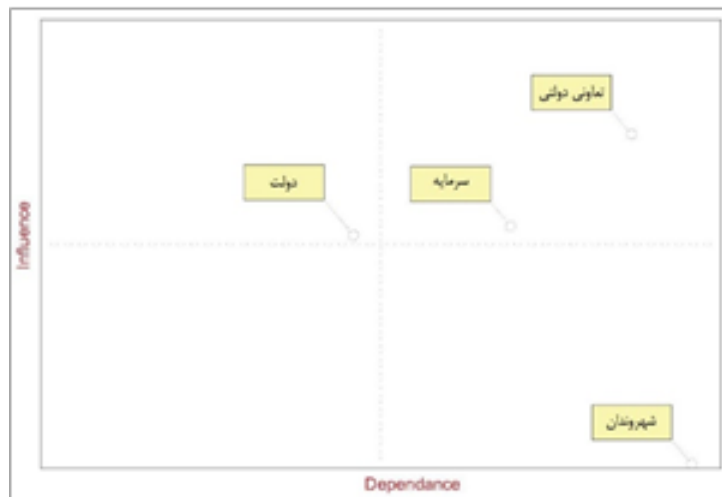 تعاونی دولتی
دولت
سرمایه
شهروندان
Influence
Dependance